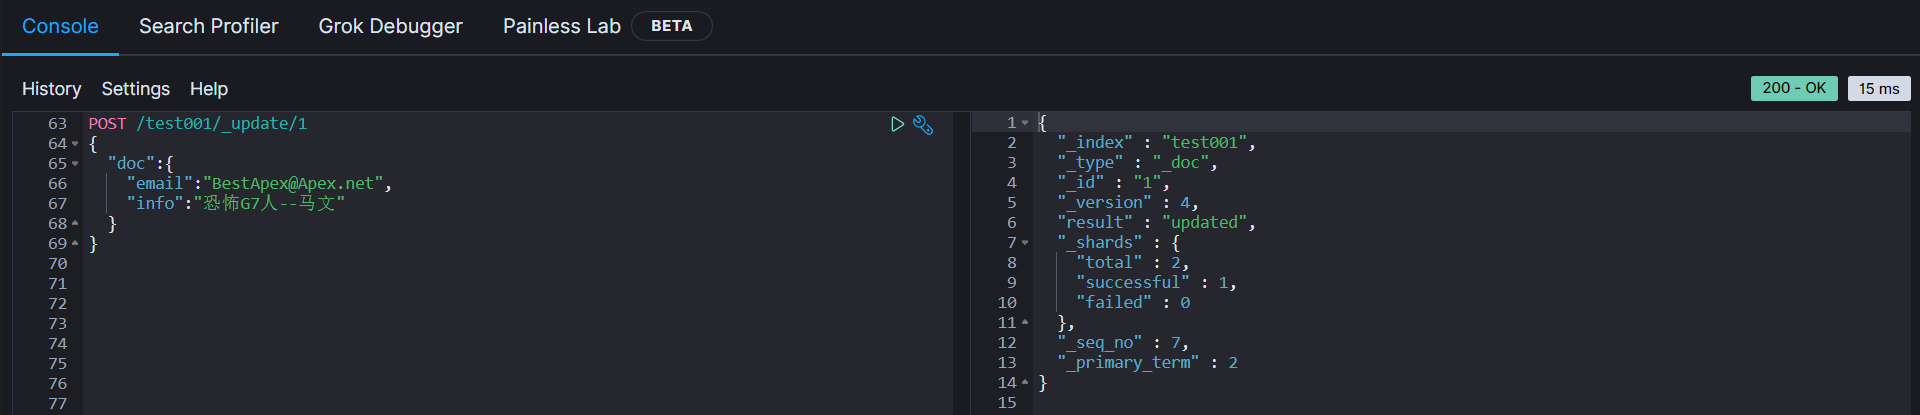 Console Search Profiler Grok Debugger Painless Lab BETA
History Settings Help 200 - OK 15 ms
63 POST /test001/_update/1
64 {
65 "doc":{
66 "email":"BestApex@Apex.net",
67 "info":"恐怖G7人--马文"
68 }
69 }
70
71
72
73
74
75
76
77
1 {
2 "_index" : "test001",
3 "_type" : "_doc",
4 "_id" : "1",
5 "_version" : 4,
6 "result" : "updated",
7 "_shards" : {
8 "total" : 2,
9 "successful" : 1,
10 "failed" : 0
11 },
12 "_seq_no" : 7,
13 "_primary_term" : 2
14 }
15